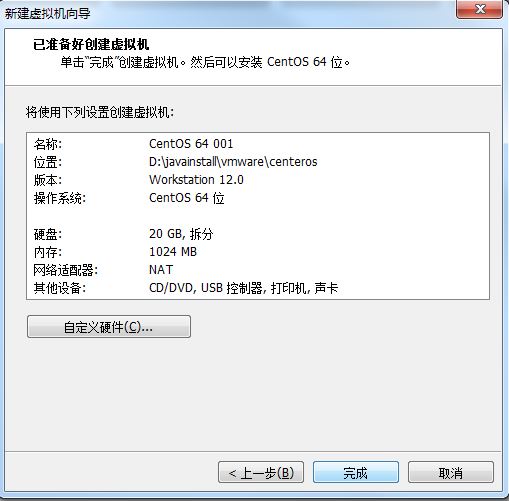 新建虚拟机向导
已准备好创建虚拟机
单击“完成”创建虚拟机。然后可以安装 CentOS 64 位。
将使用下列设置创建虚拟机:
名称: CentOS 64 001
位置: D:\javainstall\vmware\centeros
版本: Workstation 12.0
操作系统: CentOS 64 位
硬盘: 20 GB, 拆分
内存: 1024 MB
网络适配器: NAT
其他设备: CD/DVD, USB 控制器, 打印机, 声卡
自定义硬件(C)...
< 上一步(B) 完成 取消